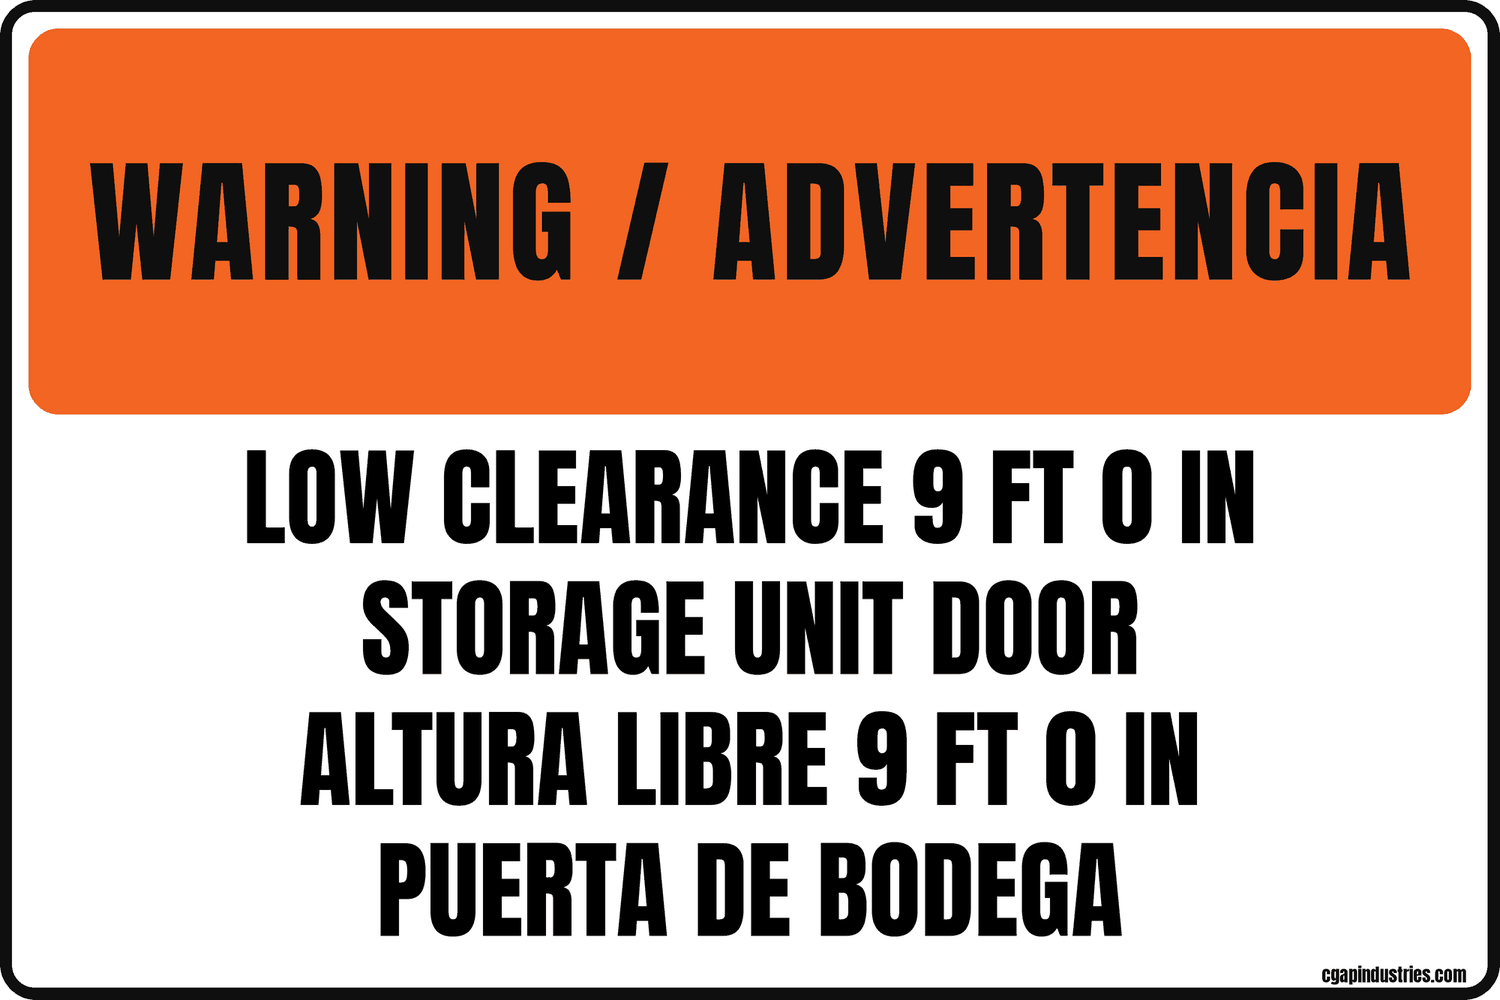 WARNING / ADVERTENCIA
LOW CLEARANCE 9 FT 0 IN
STORAGE UNIT DOOR
ALTURA LIBRE 9 FT 0 IN
PUERTA DE BODEGA
cgapindustries.com